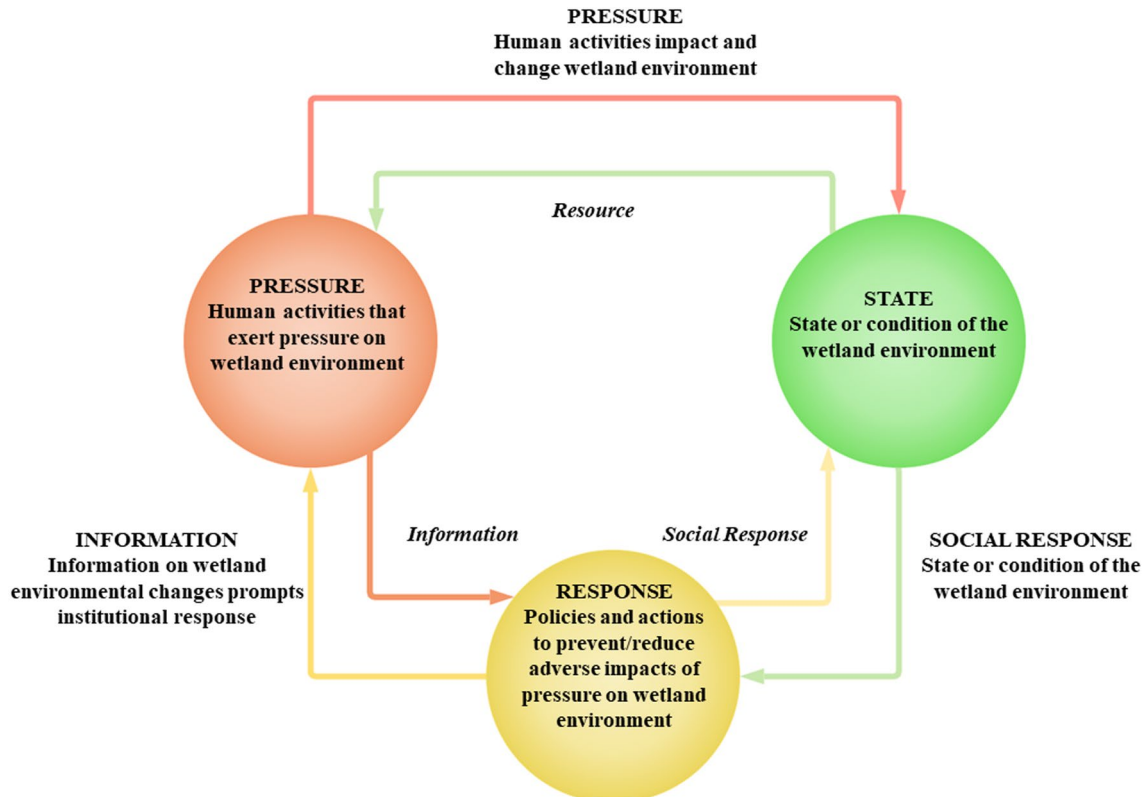 PRESSURE
Human activities impact and
change wetland environment
Resource
PRESSURE
Human activities that
exert pressure on
wetland environment
STATE
State or condition of the
wetland environment
INFORMATION
Information on wetland
environmental changes prompts
institutional response
Information
Social Response
SOCIAL RESPONSE
State or condition of the
wetland environment
RESPONSE
Policies and actions
to prevent/reduce
adverse impacts of
pressure on wetland
environment